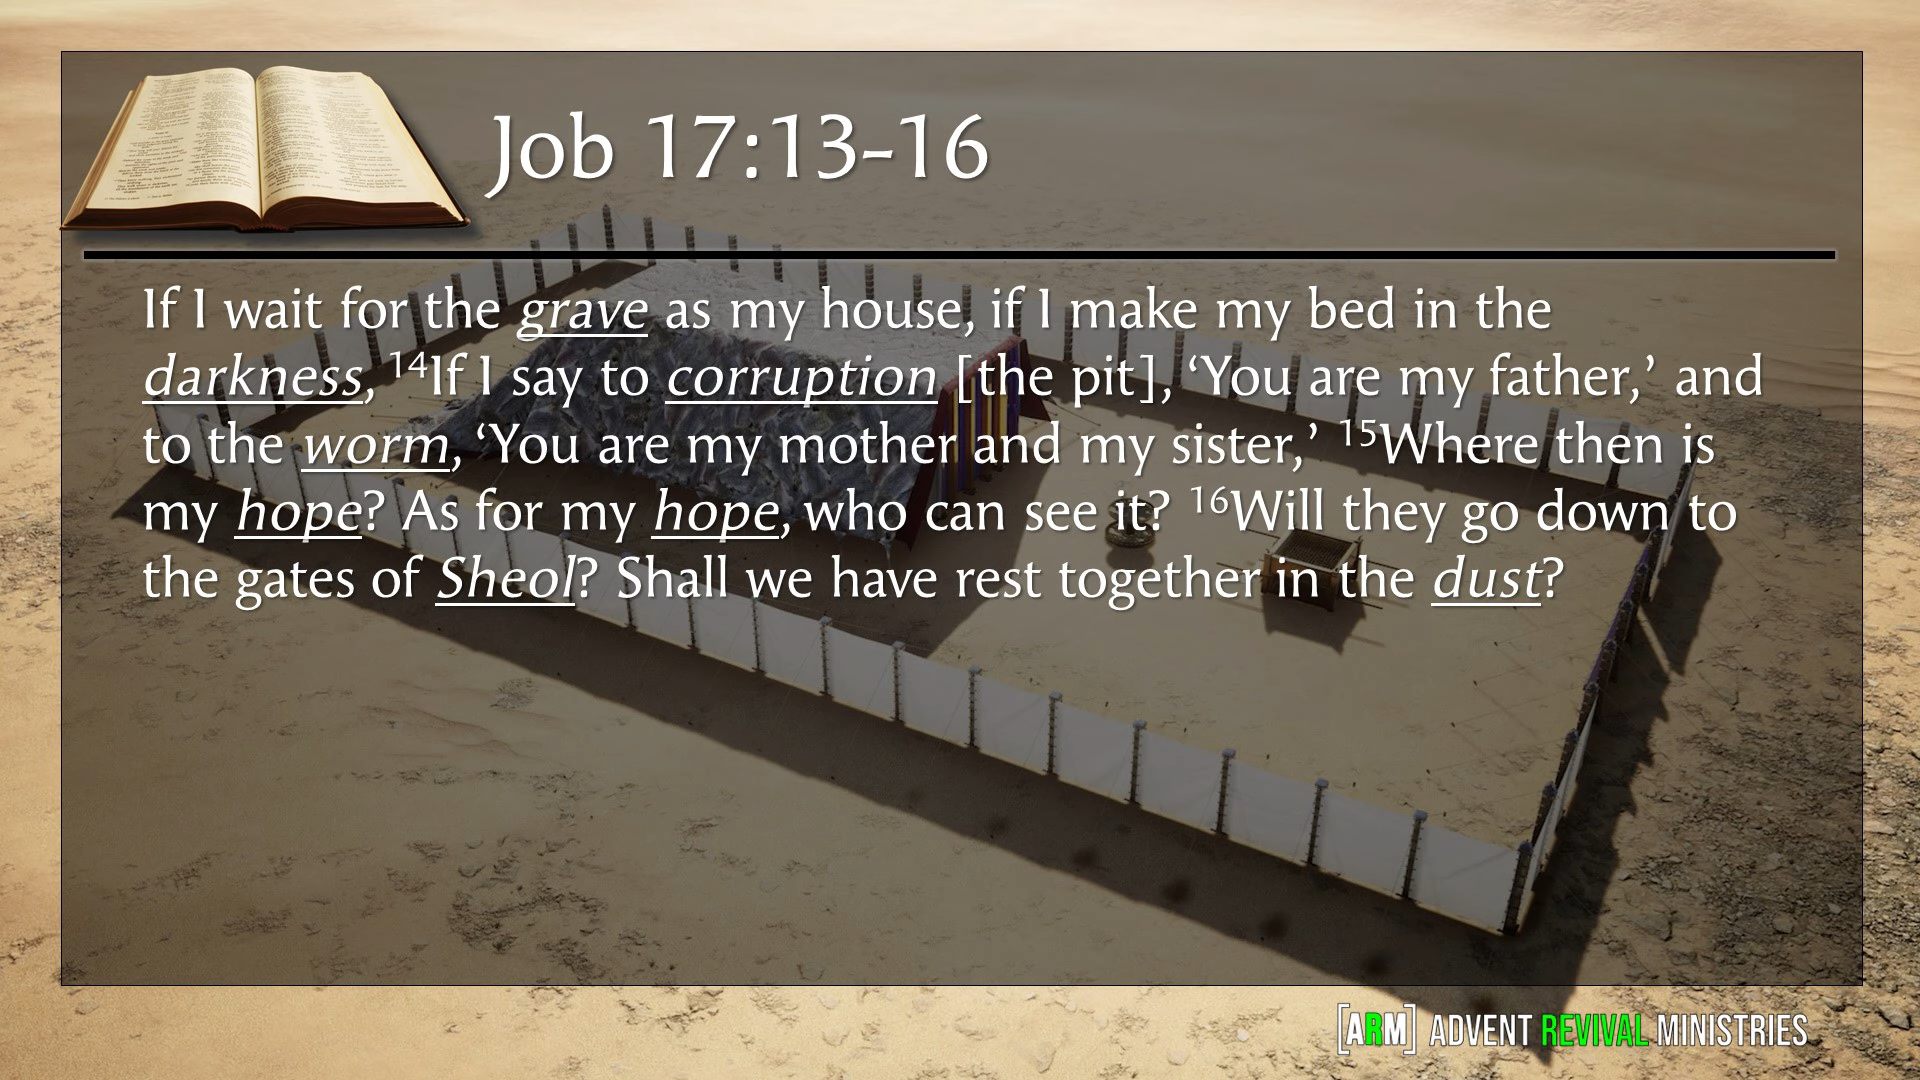 Job 17:13-16
If I wait for the grave as my house, if I make my bed in the
darkness, ¹⁴If I say to corruption [the pit], ‘You are my father,’ and
to the worm, ‘You are my mother and my sister,’ ¹⁵Where then is
my hope? As for my hope, who can see it? ¹⁶Will they go down to
the gates of Sheol? Shall we have rest together in the dust?
[ARM] ADVENT REVIVAL MINISTRIES